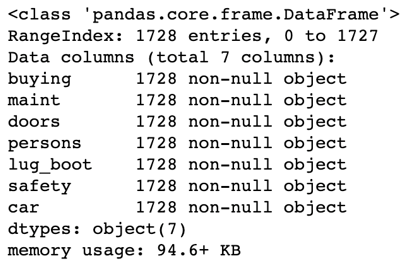 <class 'pandas.core.frame.DataFrame'>
RangeIndex: 1728 entries, 0 to 1727
Data columns (total 7 columns):
buying      1728 non-null object
maint       1728 non-null object
doors       1728 non-null object
persons     1728 non-null object
lug_boot    1728 non-null object
safety      1728 non-null object
car         1728 non-null object
dtypes: object(7)
memory usage: 94.6+ KB